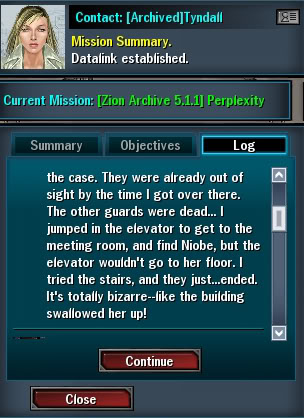 Contact: [Archived]Tyndall
Mission Summary.
Datalink established.
Current Mission: [Zion Archive 5.1.1] Perplexity
Summary
Objectives
Log
the case. They were already out of
sight by the time I got over there.
The other guards were dead... I
jumped in the elevator to get to the
meeting room, and find Niobe, but the
elevator wouldn't go to her floor. I
tried the stairs, and they just...ended.
It's totally bizarre--like the building
swallowed her up!
Continue
Close